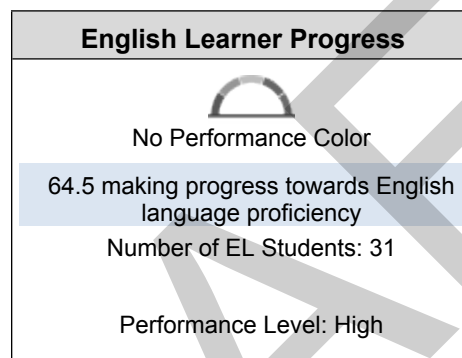 English Learner Progress
No Performance Color
64.5 making progress towards English
language proficiency
Number of EL Students: 31
Performance Level: High